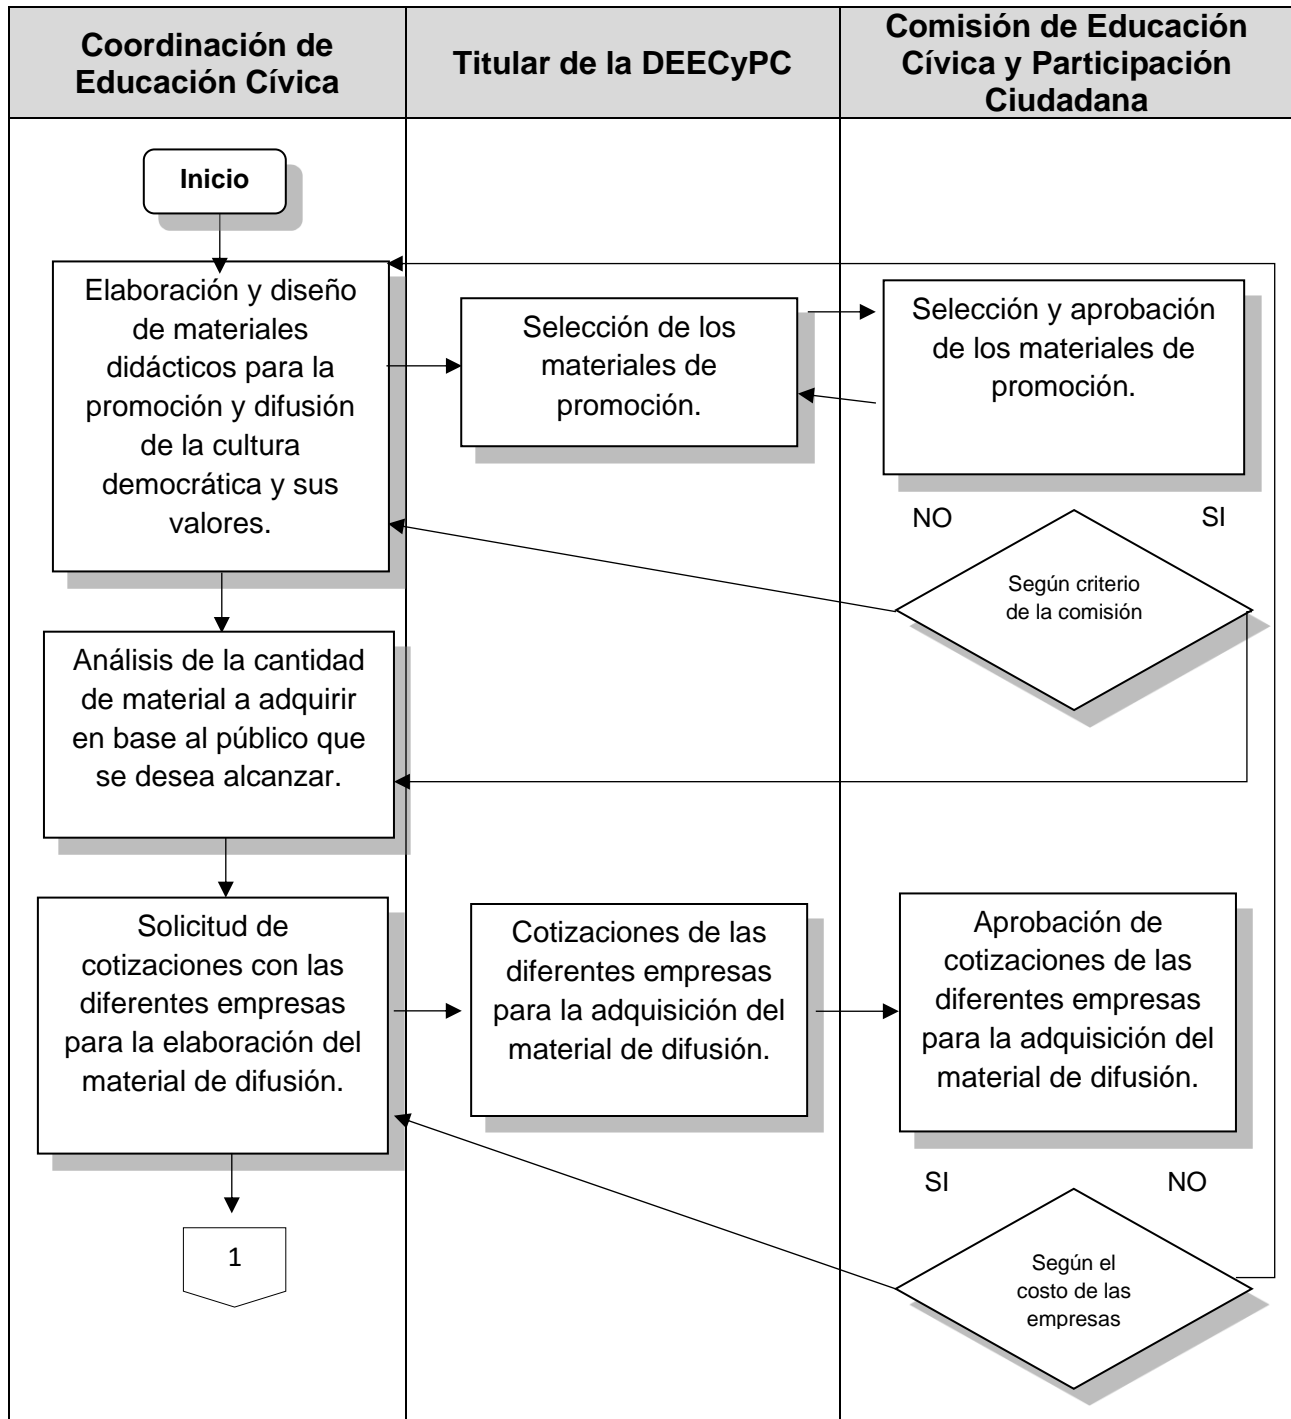 Coordinación de
Educación Cívica
Titular de la DEECyPC
Comisión de Educación
Cívica y Participación
Ciudadana
Inicio
Elaboración y diseño
de materiales
didácticos para la
promoción y difusión
de la cultura
democrática y sus
valores.
Selección de los
materiales de
promoción.
Selección y aprobación
de los materiales de
promoción.
NO
SI
Según criterio
de la comisión
Análisis de la cantidad
de material a adquirir
en base al público que
se desea alcanzar.
Solicitud de
cotizaciones con las
diferentes empresas
para la elaboración del
material de difusión.
Cotizaciones de las
diferentes empresas
para la adquisición del
material de difusión.
Aprobación de
cotizaciones de las
diferentes empresas
para la adquisición del
material de difusión.
SI
NO
Según el
costo de las
empresas
1